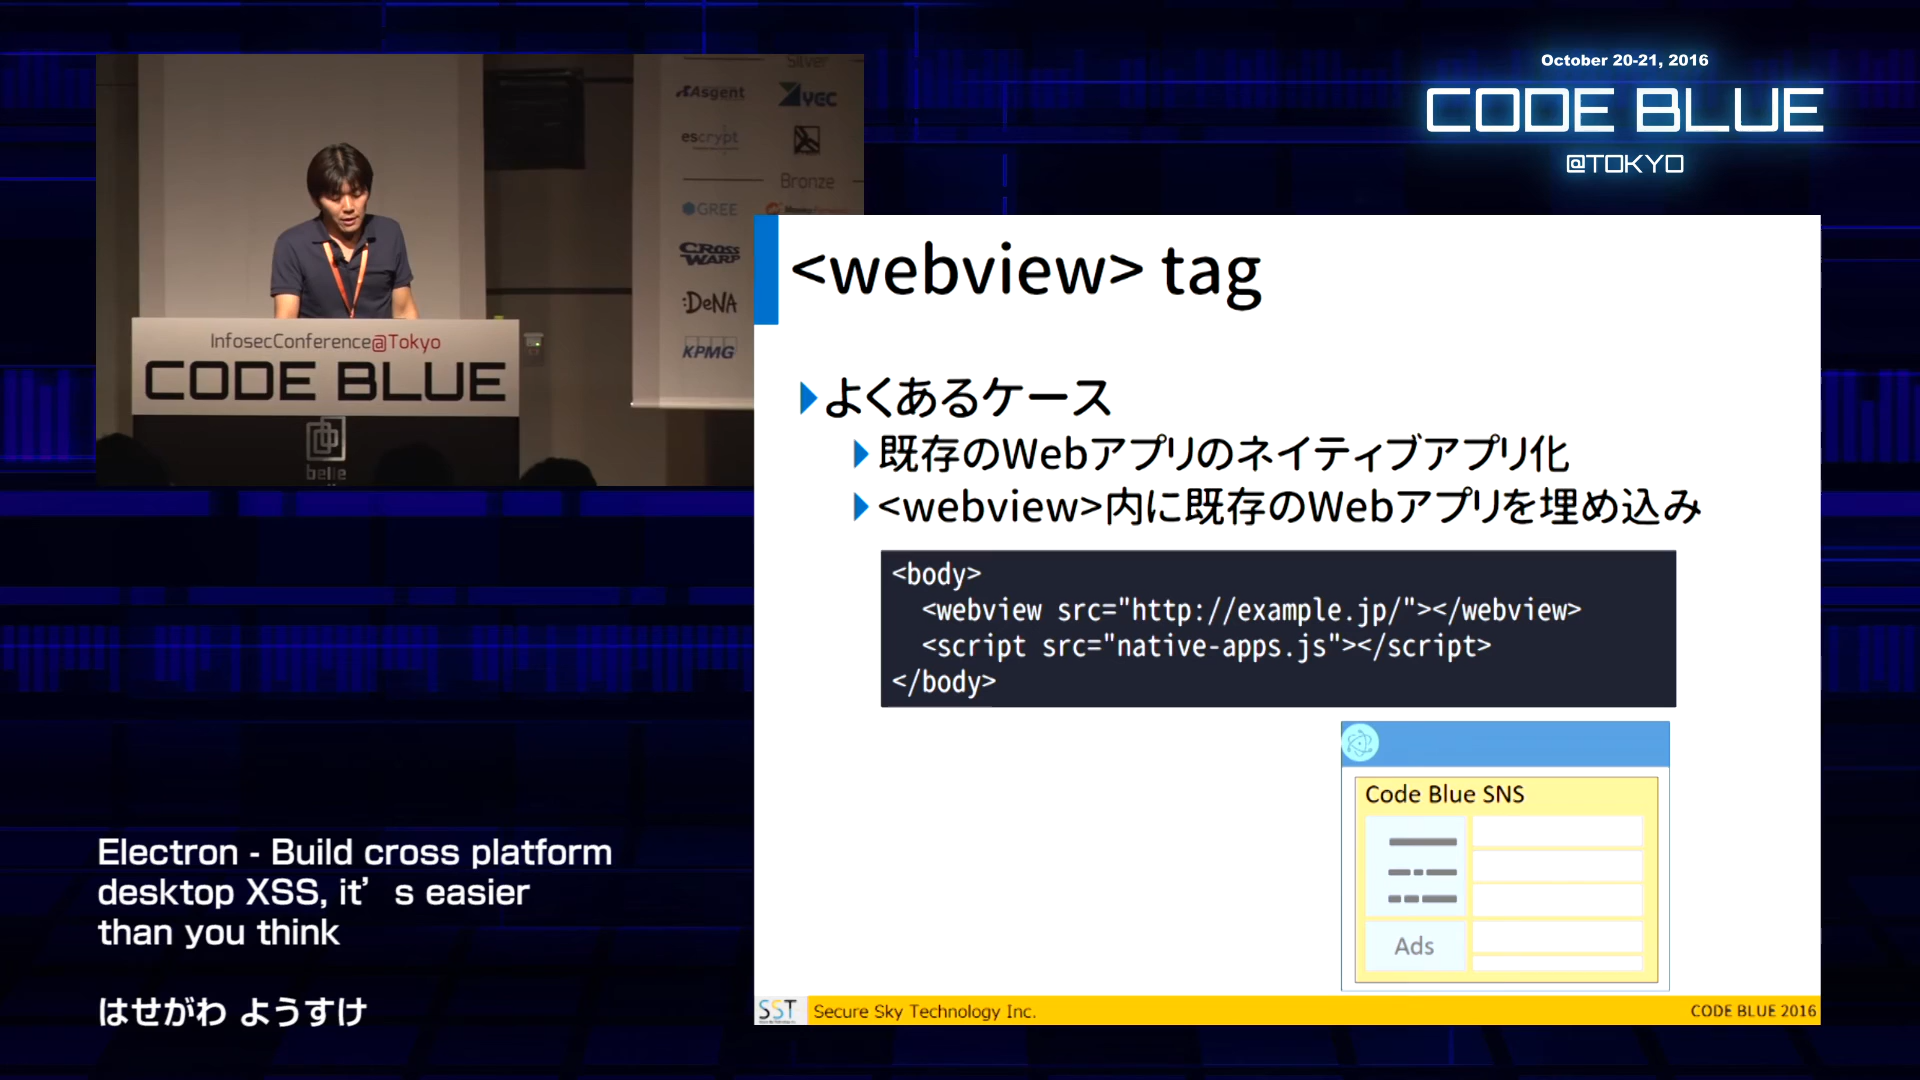 October 20-21, 2016
CODE BLUE
@TOKYO
Silver
Asgent
VEC
escrypt
Bronze
GREE
CROSS WARP
:DeNA
KPMG
InfosecConference@Tokyo
CODE BLUE
belle
<webview> tag
よくあるケース
既存のWebアプリのネイティブアプリ化
<webview>内に既存のWebアプリを埋め込み
<body>
<webview src="http://example.jp/"></webview>
<script src="native-apps.js"></script>
</body>
Code Blue SNS
Ads
SST Secure Sky Technology Inc.
CODE BLUE 2016
Electron - Build cross platform
desktop XSS, it’s easier
than you think
はせがわ ようすけ